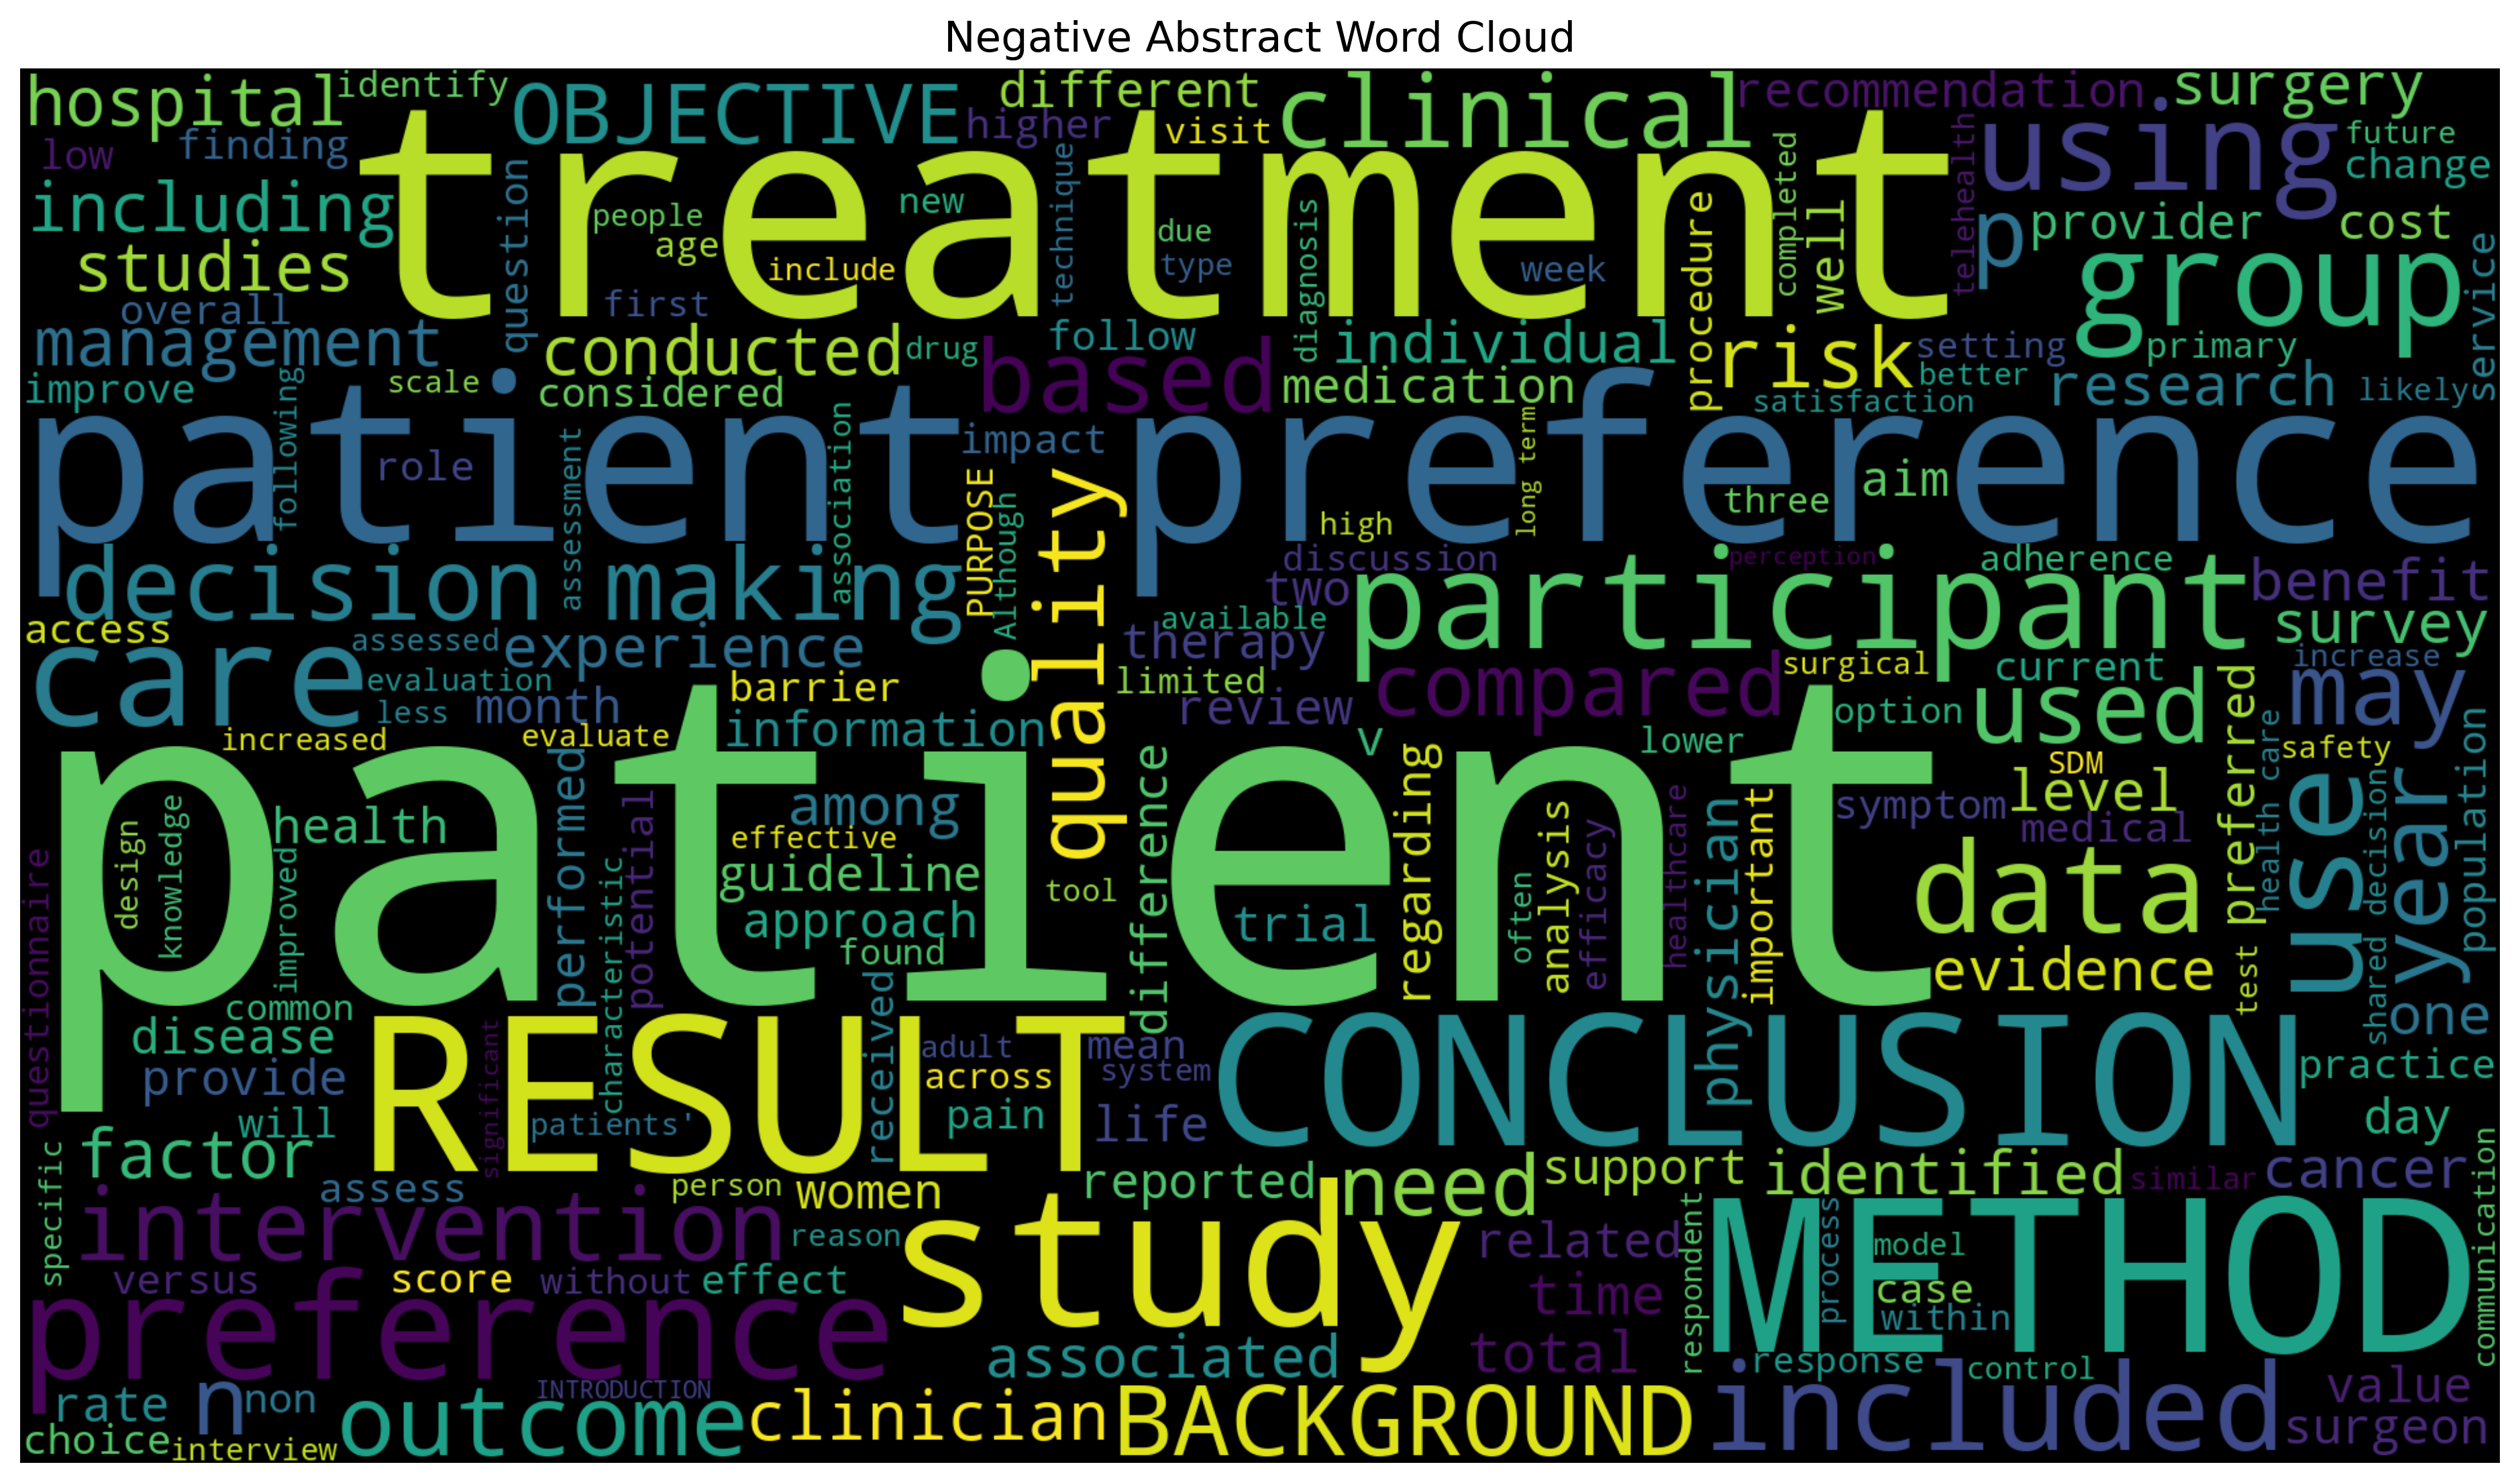 Negative Abstract Word Cloud
hospital
identify
OBJECTIVE
different
clinical
recommendation
surgery
low
finding
higher
visit
using
future
change
treatment
including
question
people
age
new
technique
due
type
include
first
diagnosis
week
procedure
completed
well
telehealth
p
provider
cost
studies
overall
group
service
management
conducted
drug
follow
individual
risk
setting
primary
improve
scale
considered
based
medication
better
satisfaction
research
likely
patient preference
following
role
assessment
association
impact
PURPOSE
Although
quality
high
long term
three
aim
decision making
discussion
perception
adherence
two
participant
benefit
available
survey
access
assessed
experience
therapy
care
evaluation
less
month
barrier
limited
compared
surgical
current
increase
may
information
review
option
used
increased
evaluate
v
lower
preferred
health care
safety
population
patient
SDM
level
symptom
medical
use
year
shared decision
design
knowledge
health
performed
potential
among
effective
guideline
tool
difference
regarding
analysis
efficacy
healthcare
physician
important
data
questionnaire
improved
characteristic
approach
found
trial
often
evidence
test
one
common
disease
provide
will
RESULT
significant
patients'
received
adult
across
pain
mean
system
life
CONCLUSION
practice
day
factor
specific
assess
person
women
reported
need
support
identified
similar
cancer
communication
intervention
reason
study
related
respondent
METHOD
process
model
case
within
versus
score
without
effect
time
preference
associated
total
response
control
rate
n
non
INTRODUCTION
outcome
clinician
BACKGROUND
included
value
surgeon
choice
interview